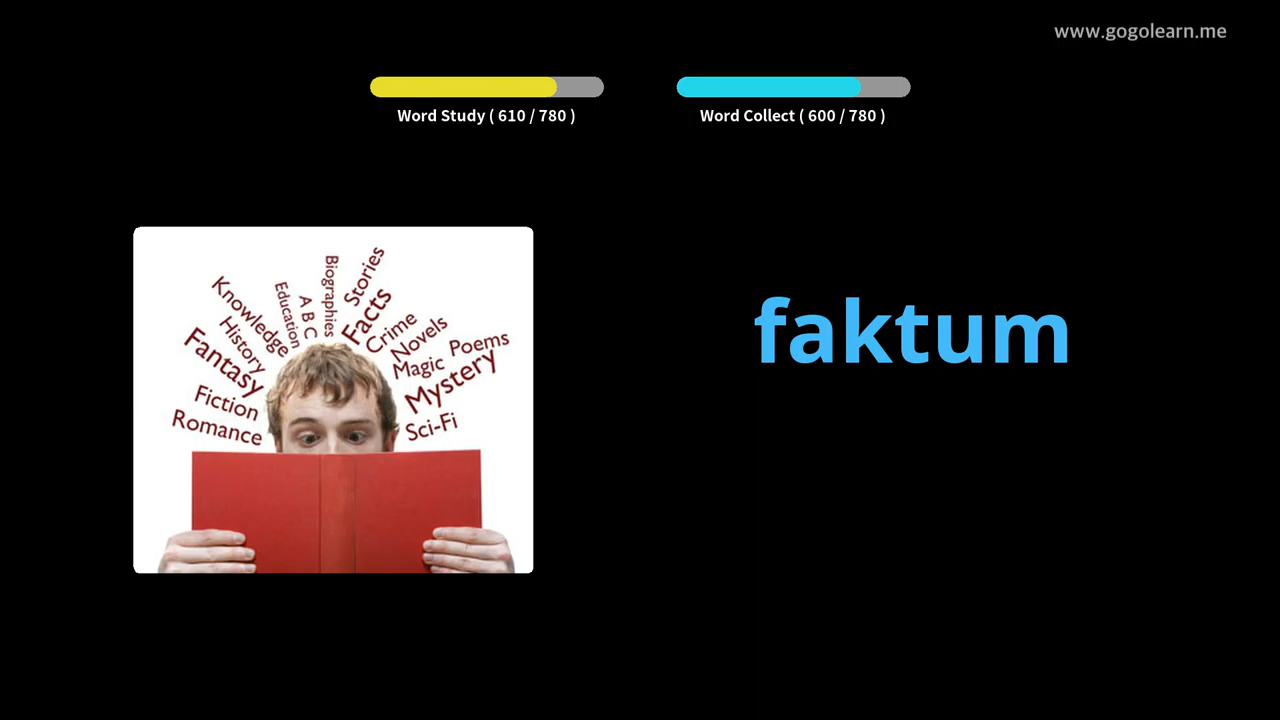 www.gogolearn.me
Word Study ( 610 / 780 )
Word Collect ( 600 / 780 )
faktum
Stories
Biographies
Facts
A B C
Education
Knowledge
History
Crime
Novels
Poems
Magic
Mystery
Fantasy
Fiction
Romance
Sci-Fi